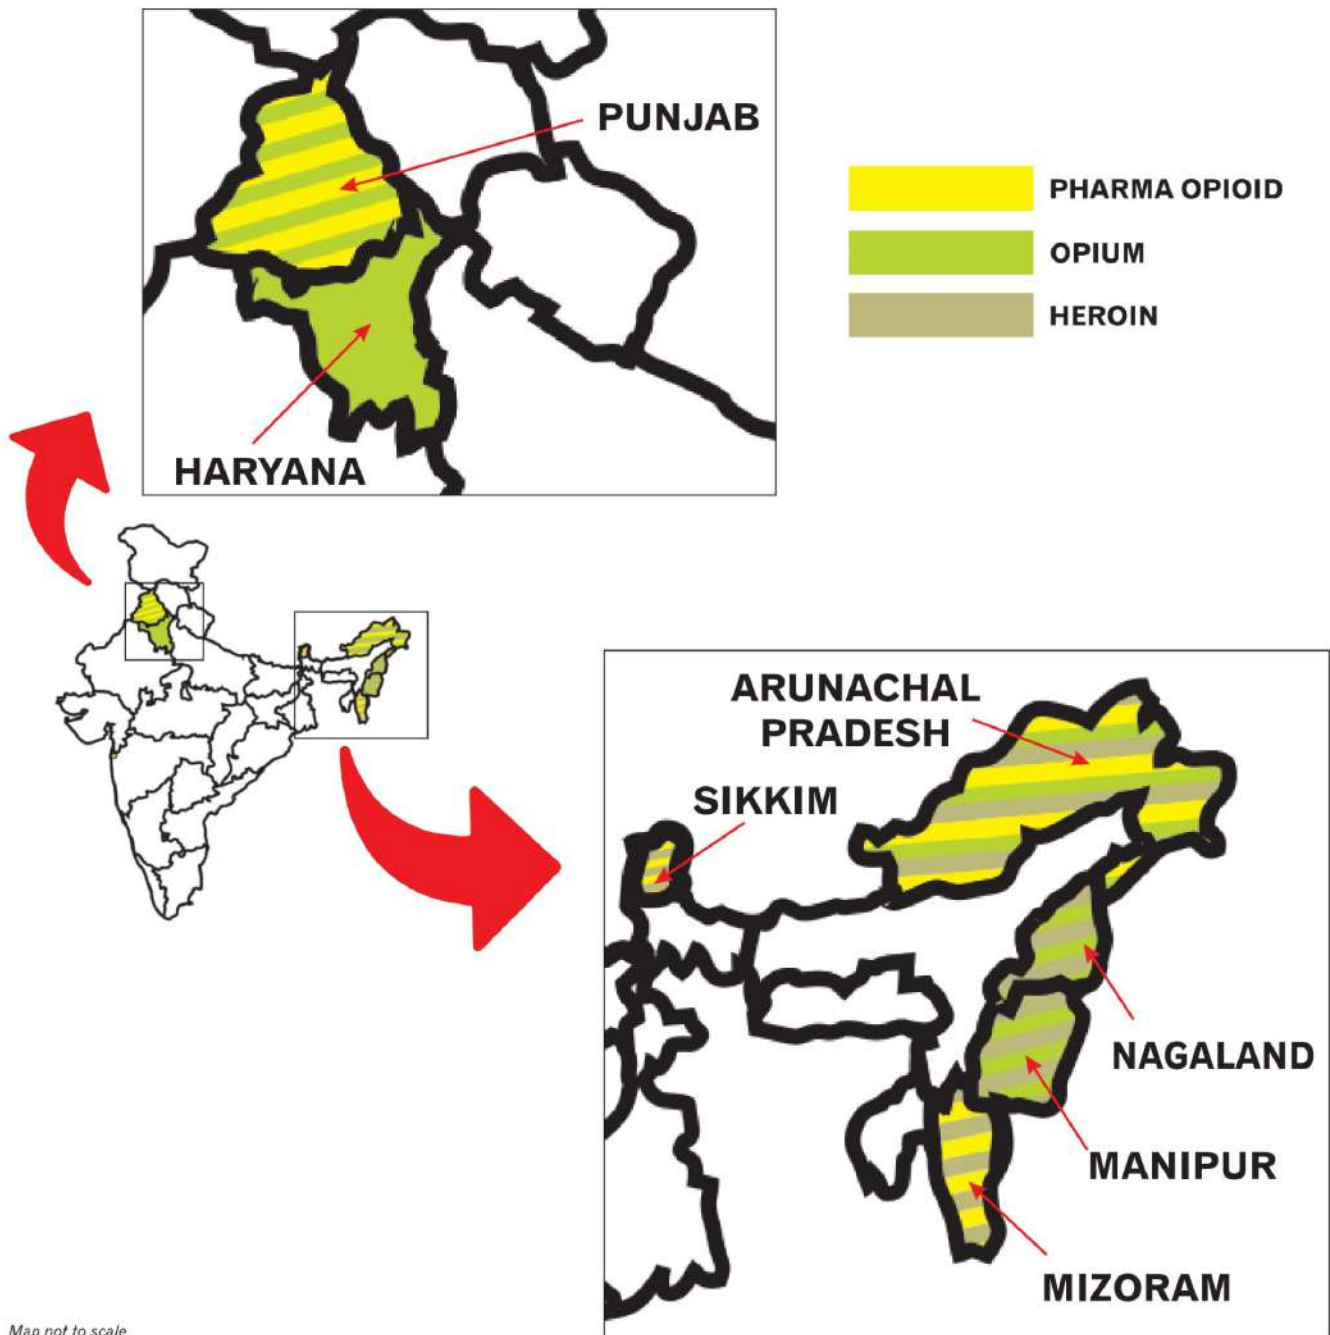 PUNJAB
PHARMA OPIOID
OPIUM
HEROIN
HARYANA
ARUNACHAL
PRADESH
SIKKIM
NAGALAND
MANIPUR
MIZORAM
Map not to scale